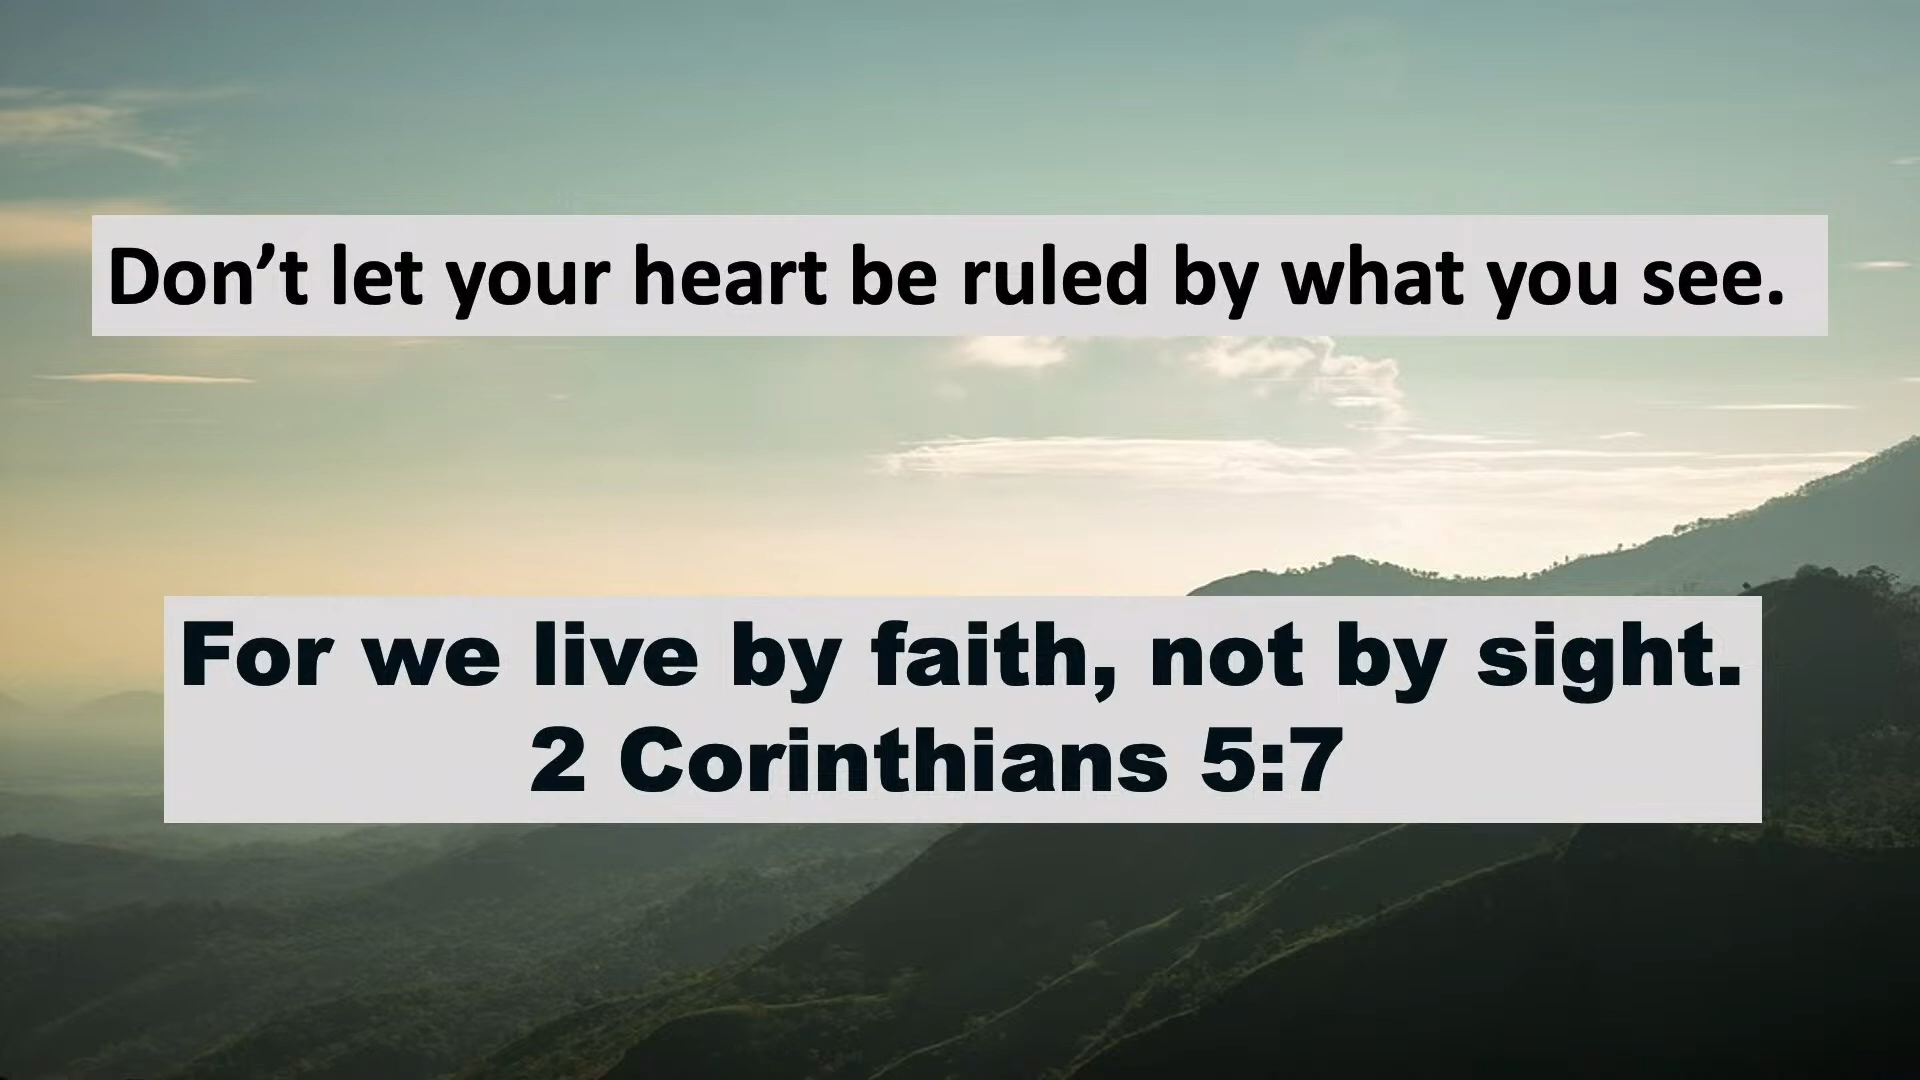 Don’t let your heart be ruled by what you see.
For we live by faith, not by sight.
2 Corinthians 5:7